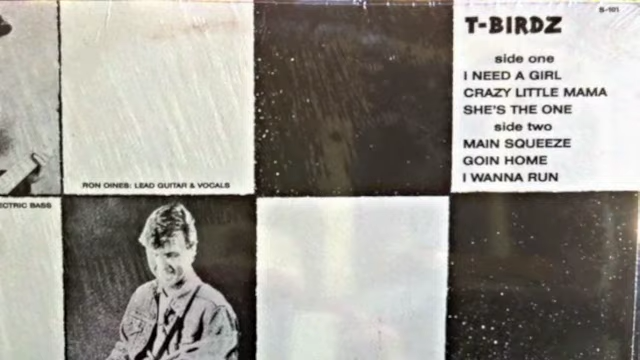 S-101
T-BIRDZ
side one
I NEED A GIRL
CRAZY LITTLE MAMA
SHE'S THE ONE
side two
MAIN SQUEEZE
GOIN HOME
I WANNA RUN
RON OINES: LEAD GUITAR & VOCALS
ECTRIC BASS